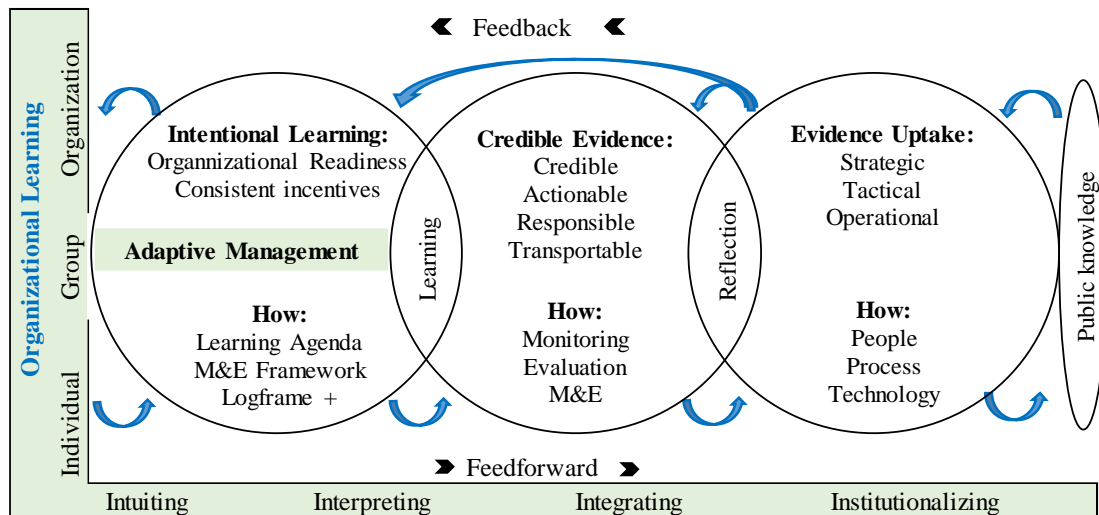 Feedback
Organizational Learning
Organization
Group
Individual
Intentional Learning:
Organnizational Readiness
Consistent incentives
Adaptive Management
How:
Learning Agenda
M&E Framework
Logframe +
Learning
Credible Evidence:
Credible
Actionable
Responsible
Transportable
How:
Monitoring
Evaluation
M&E
Reflection
Evidence Uptake:
Strategic
Tactical
Operational
How:
People
Process
Technology
Public knowledge
Feedforward
Intuiting
Interpreting
Integrating
Institutionalizing